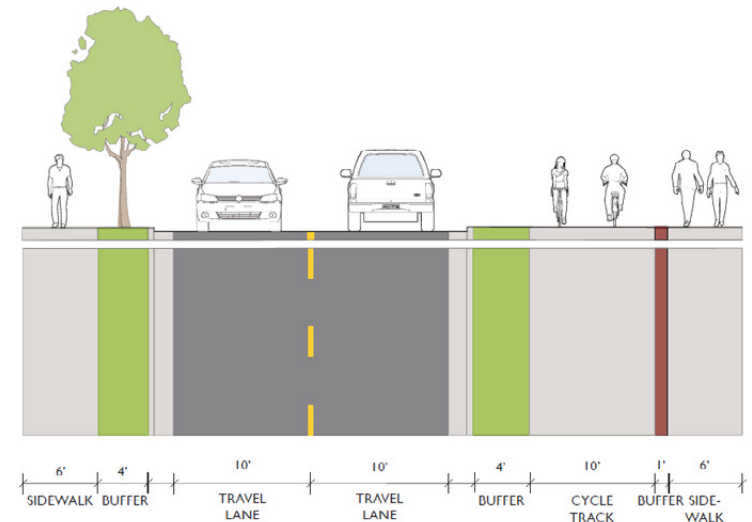 6' 4' 10' 10' 4' 10' 1' 6'
SIDEWALK BUFFER TRAVEL TRAVEL BUFFER CYCLE BUFFER SIDE-
LANE LANE TRACK WALK